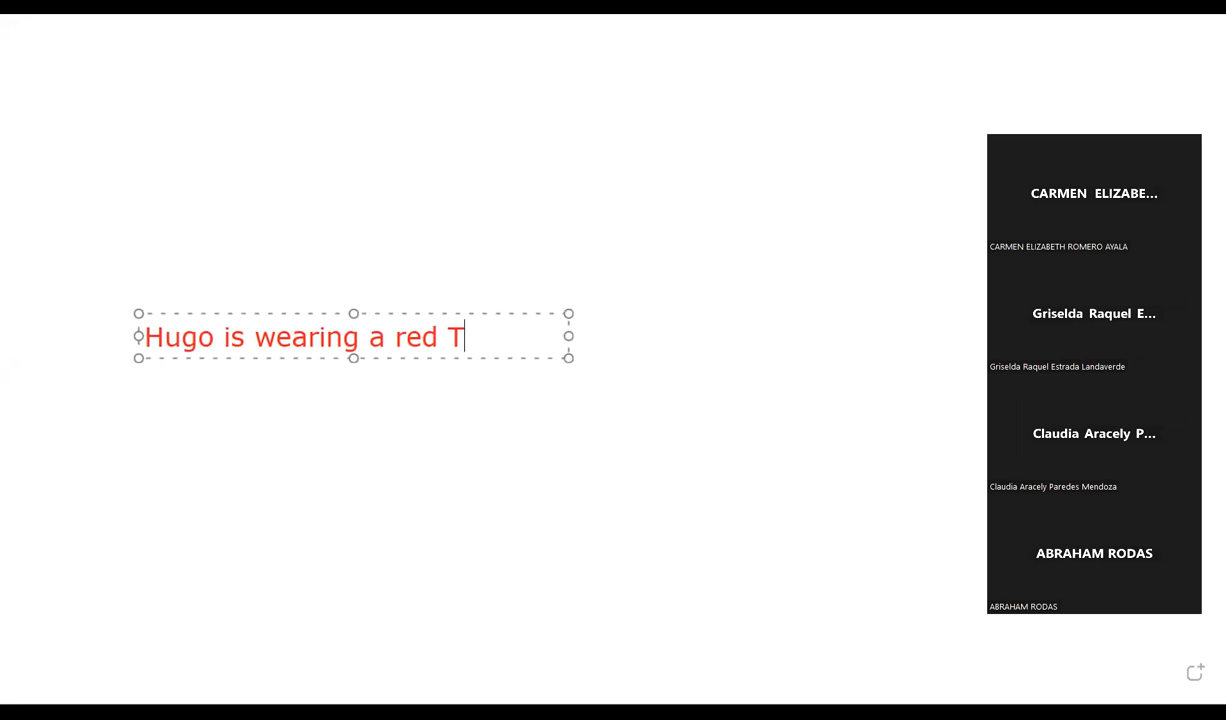 Hugo is wearing a red T
CARMEN ELIZABE...
CARMEN ELIZABETH ROMERO AYALA
Griselda Raquel E...
Griselda Raquel Estrada Landaverde
Claudia Aracely P...
Claudia Aracely Paredes Mendoza
ABRAHAM RODAS
ABRAHAM RODAS